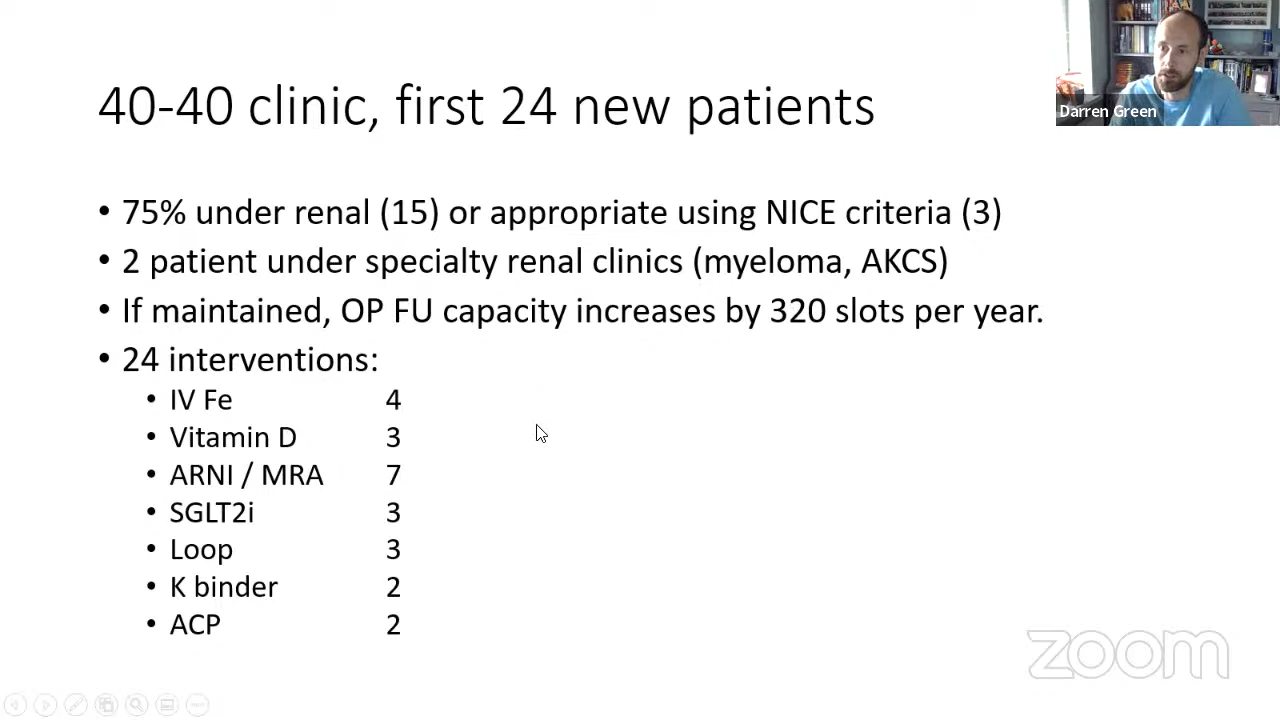 40-40 clinic, first 24 new patients
Darren Green
• 75% under renal (15) or appropriate using NICE criteria (3)
• 2 patient under specialty renal clinics (myeloma, AKCS)
• If maintained, OP FU capacity increases by 320 slots per year.
• 24 interventions:
• IV Fe 4
• Vitamin D 3
• ARNI / MRA 7
• SGLT2i 3
• Loop 3
• K binder 2
• ACP 2
zoom